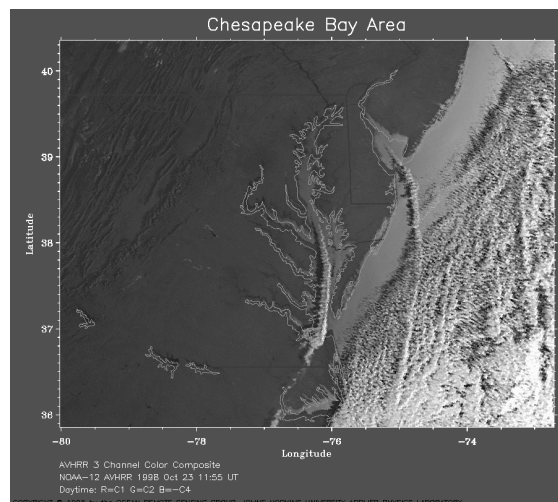 Chesapeake Bay Area
40
39
38
37
36
Latitude
-80
-78
-76
-74
Longitude
AVHRR 3 Channel Color Composite
NOAA-12 AVHRR 1998 Oct 23 11:55 UT
Daytime: R=C1 G=C2 B=-C4